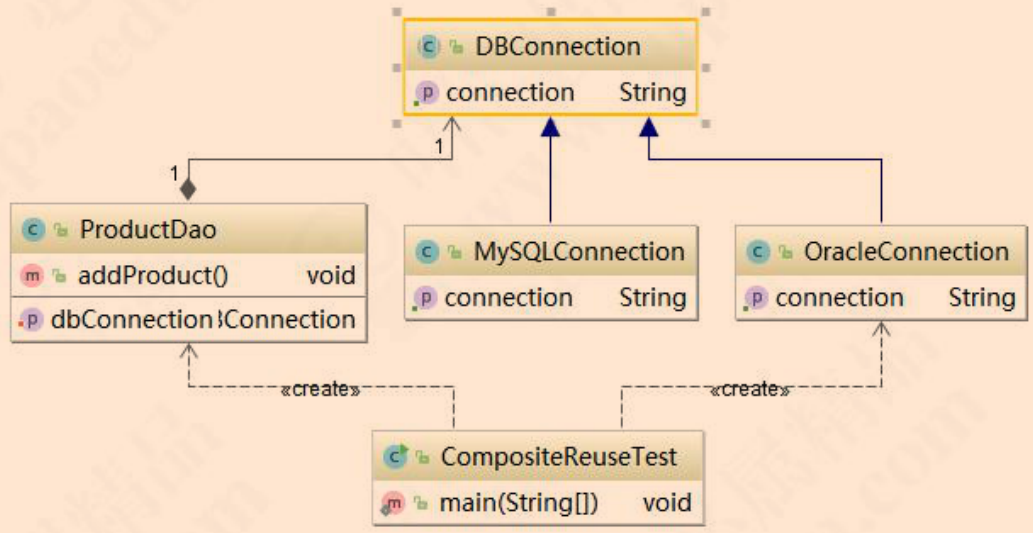 DBConnection
connection String
1
1
ProductDao
addProduct() void
dbConnection Connection
MySQLConnection
connection String
OracleConnection
connection String
«create»
«create»
CompositeReuseTest
main(String[]) void